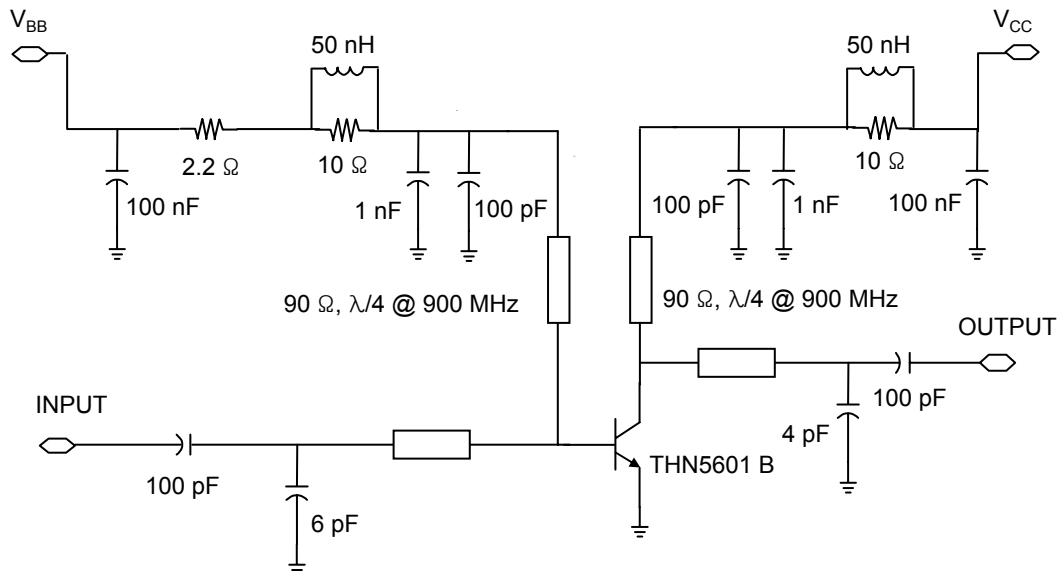 V_BB
V_CC
50 nH
50 nH
2.2 Ω
10 Ω
10 Ω
100 nF
1 nF
100 pF
100 pF
1 nF
100 nF
90 Ω, λ/4 @ 900 MHz
90 Ω, λ/4 @ 900 MHz
OUTPUT
INPUT
100 pF
4 pF
THN5601 B
100 pF
6 pF